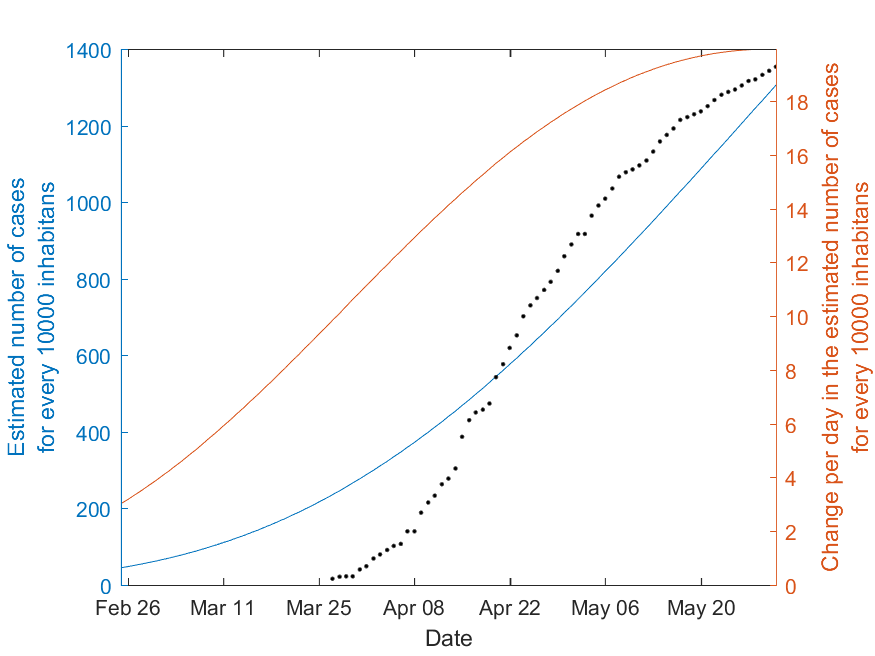 Estimated number of cases
for every 10000 inhabitans
1400
1200
1000
800
600
400
200
0
Feb 26
Mar 11
Mar 25
Apr 08
Apr 22
May 06
May 20
Date
18
16
14
12
10
8
6
4
2
0
Change per day in the estimated number of cases
for every 10000 inhabitans